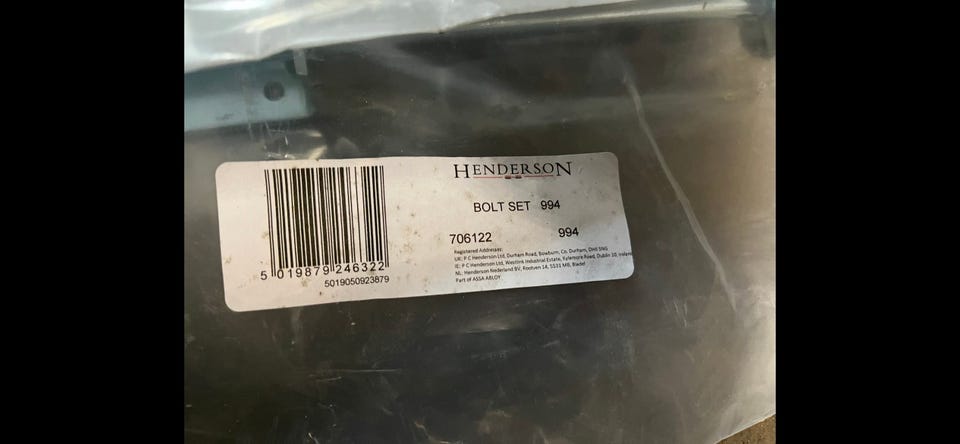 HENDERSON
BOLT SET 994
706122 994
Registered Addresses:
UK: P C Henderson Ltd, Durham Road, Bowburn, Co. Durham, DH6 5NG
IE: P C Henderson Ltd, Westlink Industrial Estate, Kylemore Road, Dublin 10, Ireland
NL: Henderson Nederland BV, Rootven 14, 5531 MB, Bladel
Part of ASSA ABLOY
5 019879 246322
5019050923879